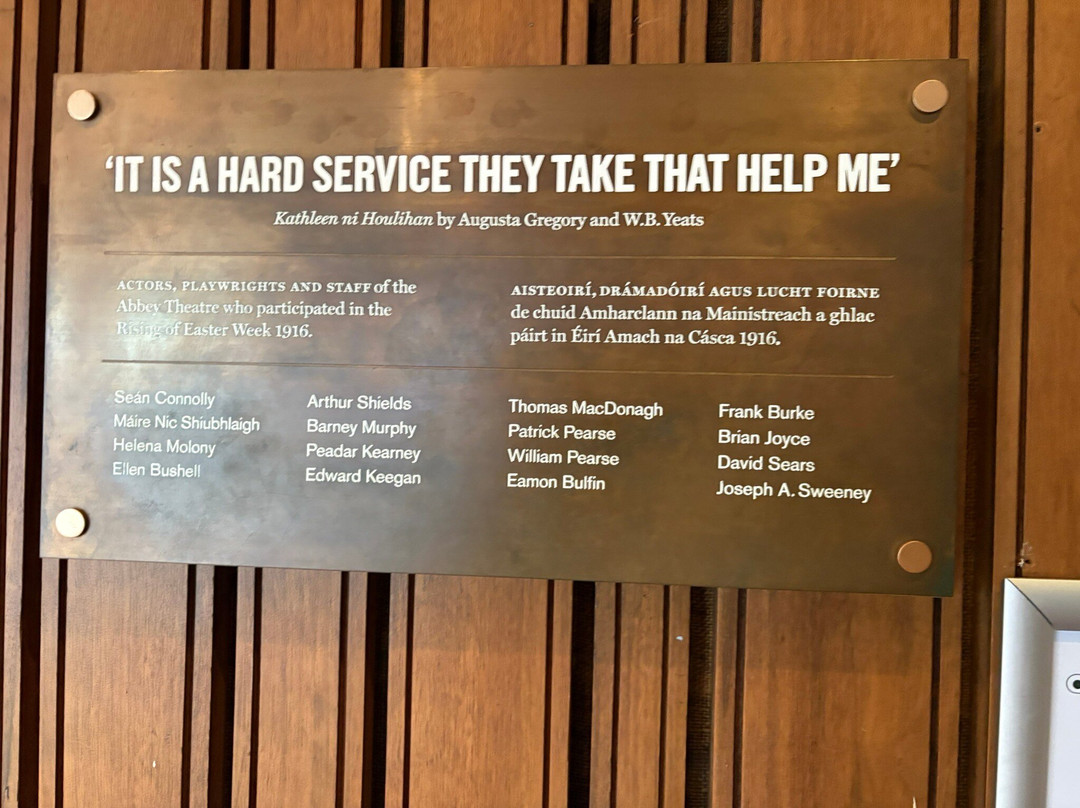 ‘IT IS A HARD SERVICE THEY TAKE THAT HELP ME’
Kathleen ni Houlihan by Augusta Gregory and W.B. Yeats
ACTORS, PLAYWRIGHTS AND STAFF of the
Abbey Theatre who participated in the
Rising of Easter Week 1916.
AISTEOIRÍ, DRÁMADÓIRÍ AGUS LUCHT FOIRNE
de chuid Amharclann na Mainistreach a ghlac
páirt in Éirí Amach na Cásca 1916.
Seán Connolly
Máire Nic Shiubhlaigh
Helena Molony
Ellen Bushell
Arthur Shields
Barney Murphy
Peadar Kearney
Edward Keegan
Thomas MacDonagh
Patrick Pearse
William Pearse
Eamon Bulfin
Frank Burke
Brian Joyce
David Sears
Joseph A. Sweeney